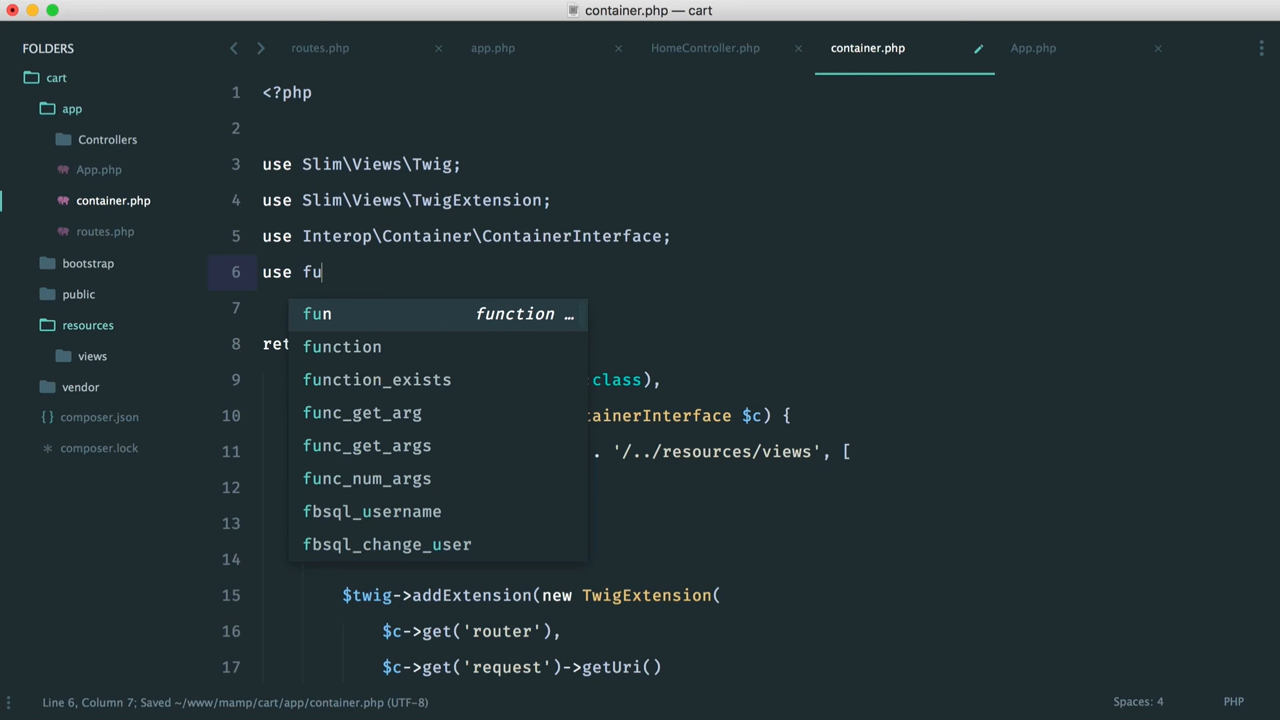 container.php — cart
FOLDERS
cart
app
Controllers
App.php
container.php
routes.php
bootstrap
public
resources
views
vendor
composer.json
composer.lock
routes.php
app.php
HomeController.php
container.php
App.php
1 <?php
2
3 use Slim\Views\Twig;
4 use Slim\Views\TwigExtension;
5 use Interop\Container\ContainerInterface;
6 use fu
7
8 ret
9 class),
10 tainerInterface $c) {
11 . '/../resources/views', [
12
13
14
15 $twig->addExtension(new TwigExtension(
16 $c->get('router'),
17 $c->get('request')->getUri()
fun function …
function
function_exists
func_get_arg
func_get_args
func_num_args
fbsql_username
fbsql_change_user
Line 6, Column 7; Saved ~/www/mamp/cart/app/container.php (UTF-8)
Spaces: 4
PHP